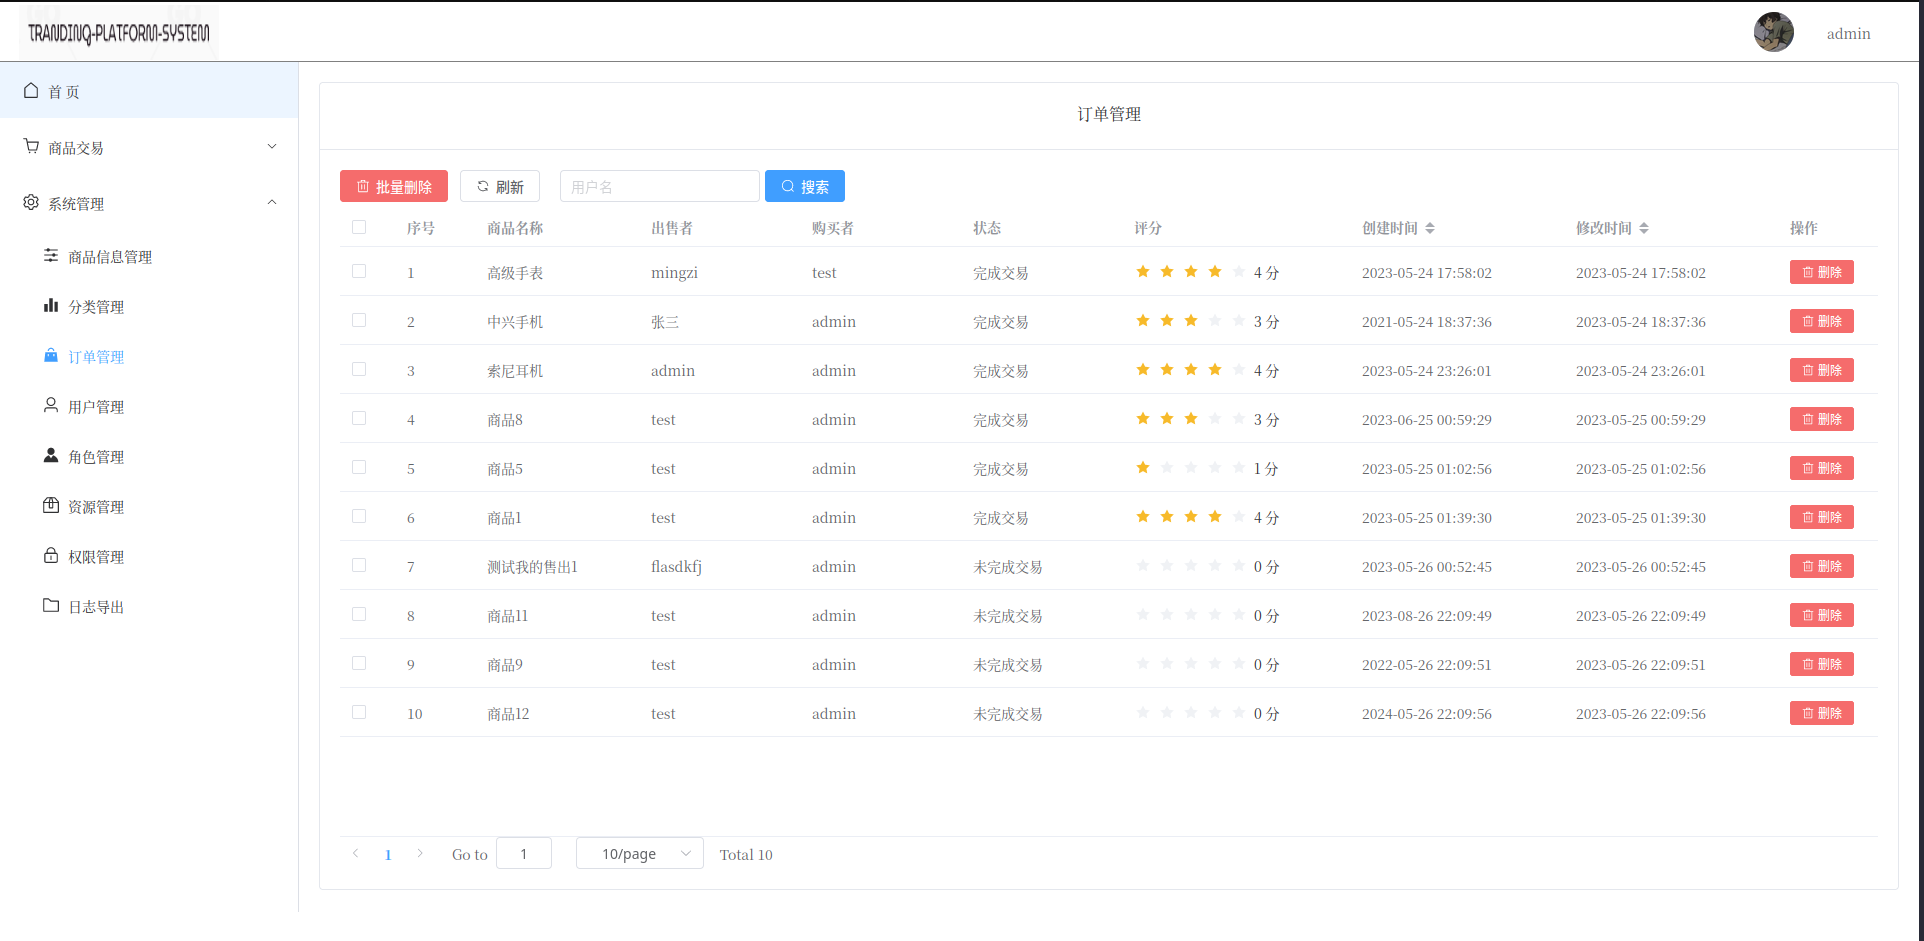 TRANDINQ-PLATFORM-SYSTEM
admin
首 页
商品交易
系统管理
商品信息管理
分类管理
订单管理
用户管理
角色管理
资源管理
权限管理
日志导出
订单管理
批量删除 刷新 用户名 搜索
序号 商品名称 出售者 购买者 状态 评分 创建时间 修改时间 操作
1 高级手表 mingzi test 完成交易 4 分 2023-05-24 17:58:02 2023-05-24 17:58:02 删除
2 中兴手机 张三 admin 完成交易 3 分 2021-05-24 18:37:36 2023-05-24 18:37:36 删除
3 索尼耳机 admin admin 完成交易 4 分 2023-05-24 23:26:01 2023-05-24 23:26:01 删除
4 商品8 test admin 完成交易 3 分 2023-06-25 00:59:29 2023-05-25 00:59:29 删除
5 商品5 test admin 完成交易 1 分 2023-05-25 01:02:56 2023-05-25 01:02:56 删除
6 商品1 test admin 完成交易 4 分 2023-05-25 01:39:30 2023-05-25 01:39:30 删除
7 测试我的售出1 flasdkfj admin 未完成交易 0 分 2023-05-26 00:52:45 2023-05-26 00:52:45 删除
8 商品11 test admin 未完成交易 0 分 2023-08-26 22:09:49 2023-05-26 22:09:49 删除
9 商品9 test admin 未完成交易 0 分 2022-05-26 22:09:51 2023-05-26 22:09:51 删除
10 商品12 test admin 未完成交易 0 分 2024-05-26 22:09:56 2023-05-26 22:09:56 删除
1 Go to 1 10/page Total 10